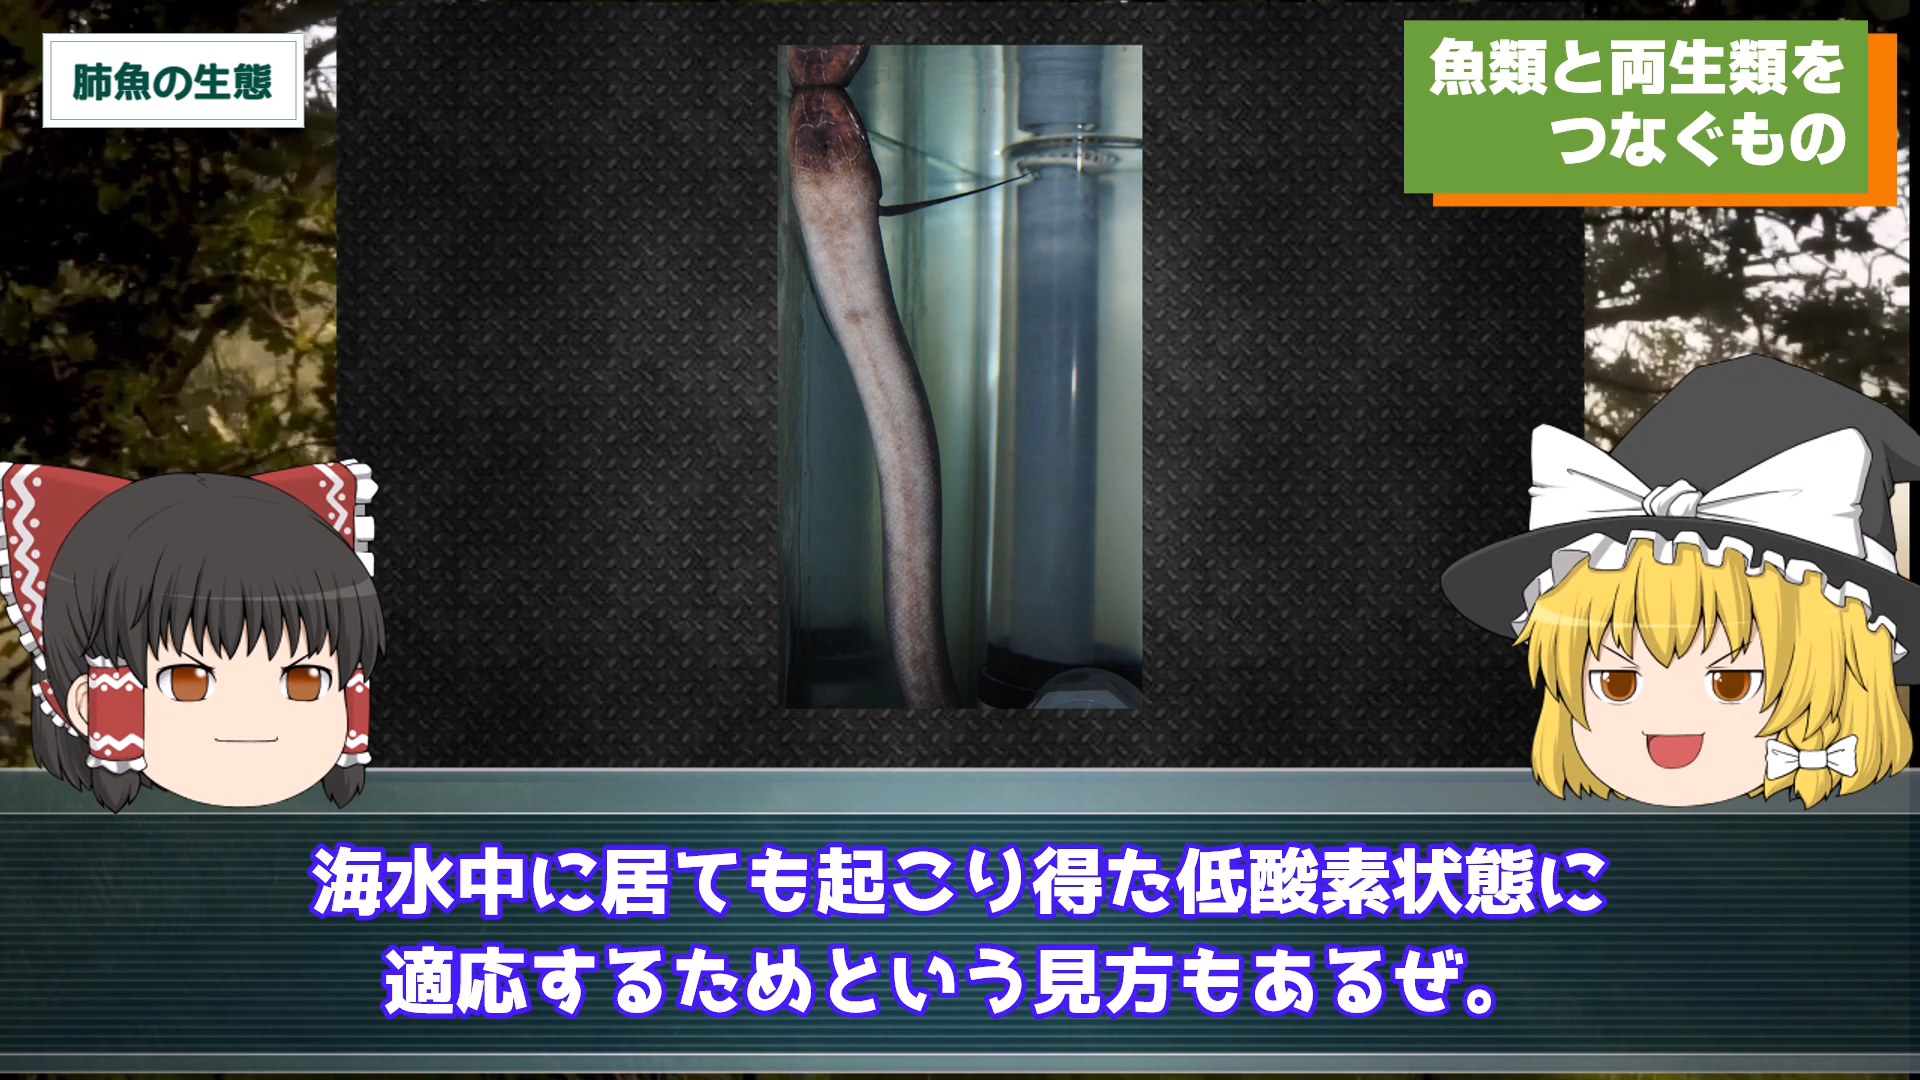 肺魚の生態
魚類と両生類を
つなぐもの
海水中に居ても起こり得た低酸素状態に
適応するためという見方もあるぜ。